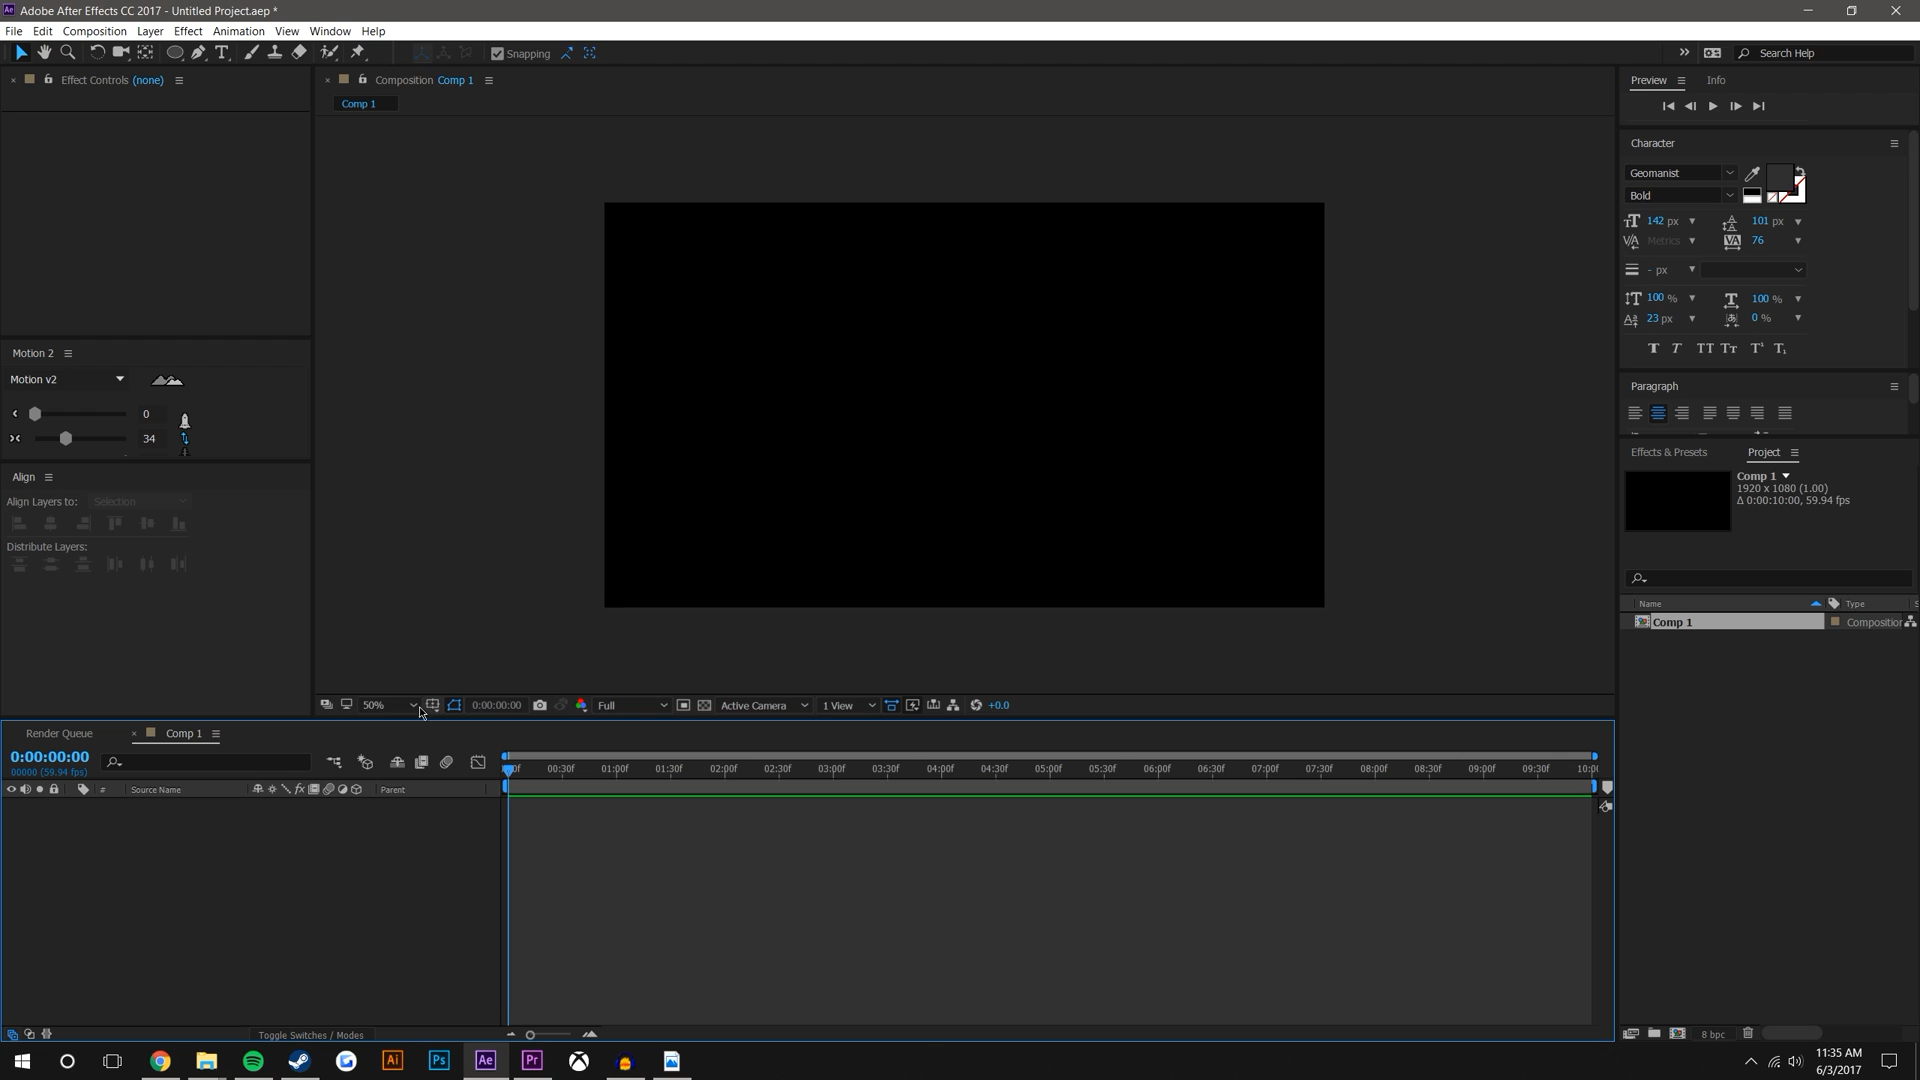 Adobe After Effects CC 2017 - Untitled Project.aep *
File Edit Composition Layer Effect Animation View Window Help
Snapping
Search Help
Effect Controls (none)
Composition Comp 1
Comp 1
Preview Info
Character
Geomanist
Bold
142 px 101 px
Metrics 76
- px
100 % 100 %
23 px 0 %
Motion 2
Motion v2
0
34
Paragraph
Effects & Presets Project
Comp 1
1920 x 1080 (1.00)
Δ 0:00:10:00, 59.94 fps
Align
Align Layers to: Selection
Distribute Layers:
Name Type
Comp 1 Composition
50% 0:00:00:00 Full Active Camera 1 View +0.0
Render Queue Comp 1
0:00:00:00
00000 (59.94 fps)
00:30f 01:00f 01:30f 02:00f 02:30f 03:00f 03:30f 04:00f 04:30f 05:00f 05:30f 06:00f 06:30f 07:00f 07:30f 08:00f 08:30f 09:00f 09:30f
# Source Name Parent
Toggle Switches / Modes
8 bpc
Ai Ps Ae Pr
11:35 AM
6/3/2017